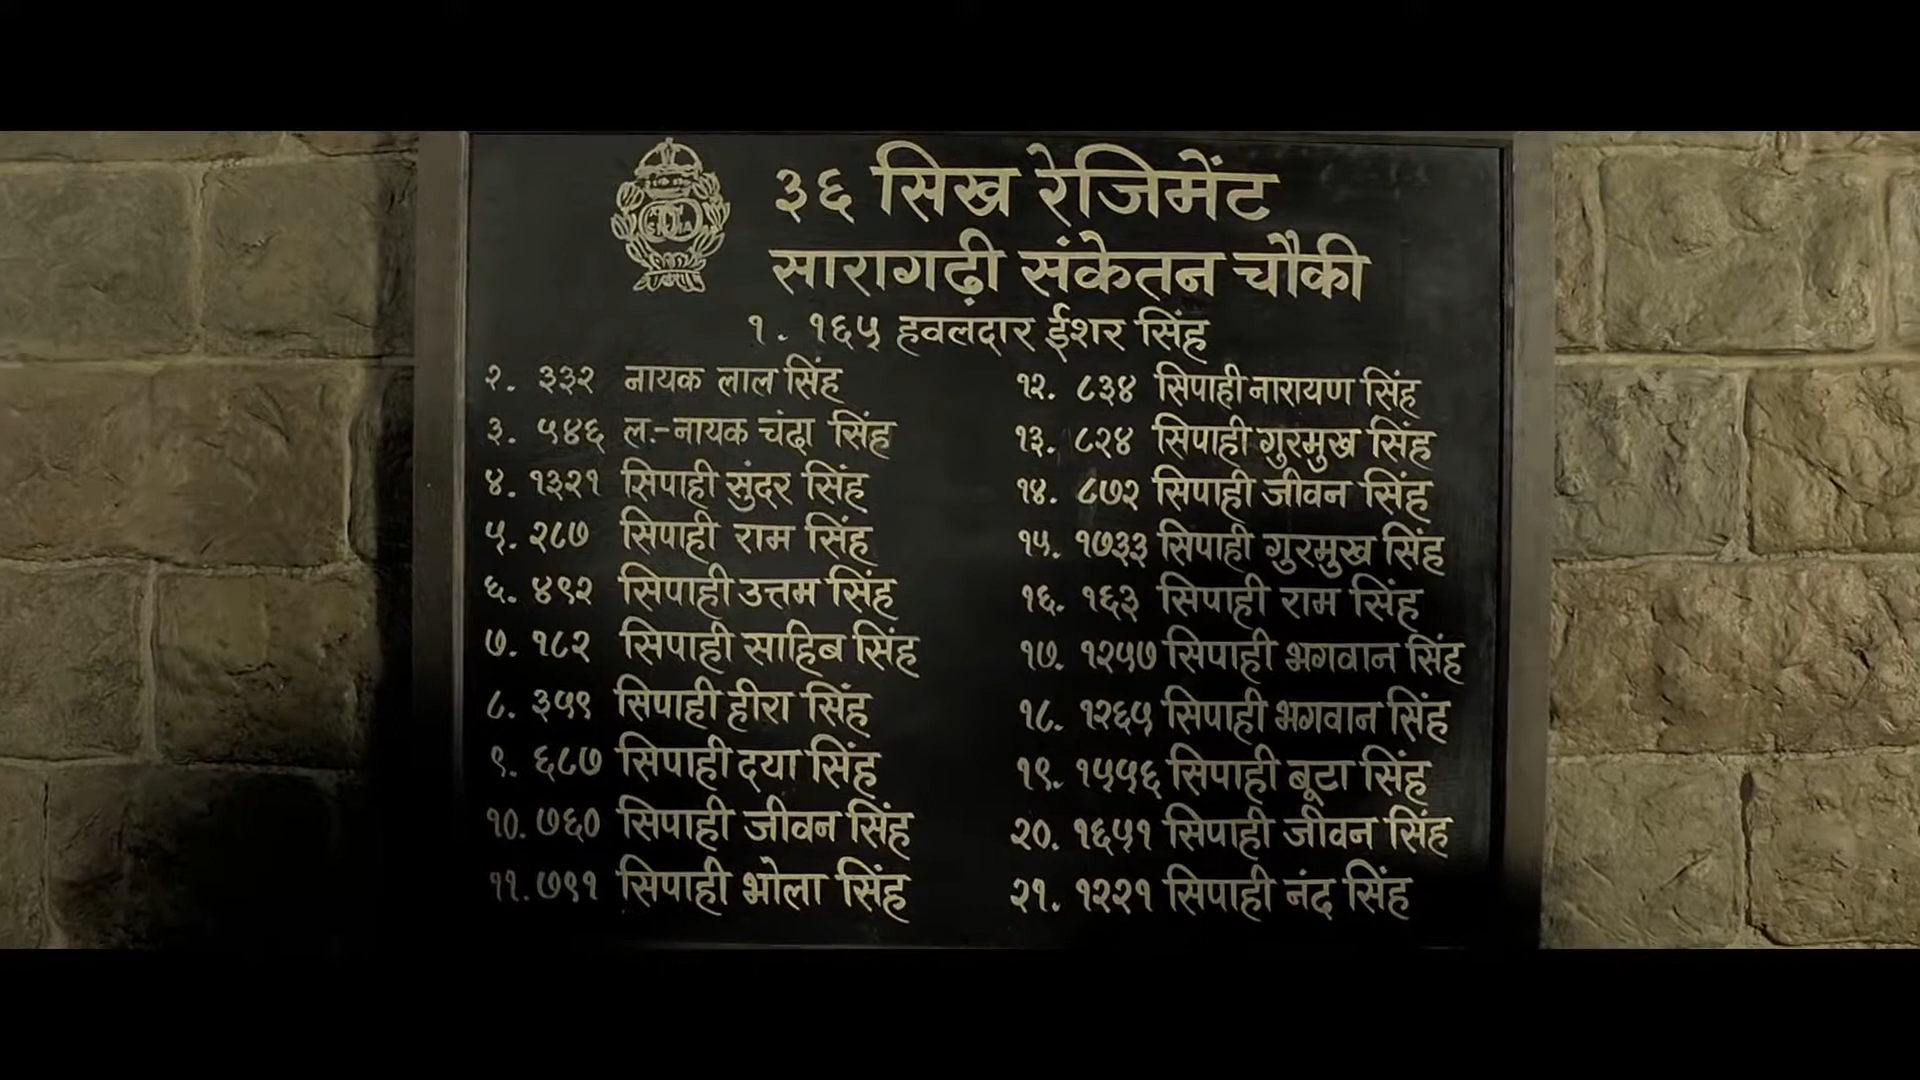 ३६ सिख रेजिमेंट
सारागढ़ी संकेतन चौकी
१. १६५ हवलदार ईशर सिंह
२. ३३२ नायक लाल सिंह
३. ५४६ ल.-नायक चंदा सिंह
४. १३२१ सिपाही सुंदर सिंह
५. २८७ सिपाही राम सिंह
६. ४९२ सिपाही उत्तम सिंह
७. १८२ सिपाही साहिब सिंह
८. ३५९ सिपाही हीरा सिंह
९. ६८७ सिपाही दया सिंह
१०. ७६० सिपाही जीवन सिंह
११. ७९१ सिपाही भोला सिंह
१२. ८३४ सिपाही नारायण सिंह
१३. ८२४ सिपाही गुरमुख सिंह
१४. ८७२ सिपाही जीवन सिंह
१५. १७३३ सिपाही गुरमुख सिंह
१६. १६३ सिपाही राम सिंह
१७. १२५७ सिपाही भगवान सिंह
१८. १२६५ सिपाही भगवान सिंह
१९. १५५६ सिपाही बूटा सिंह
२०. १६५१ सिपाही जीवन सिंह
२१. १२२१ सिपाही नंद सिंह